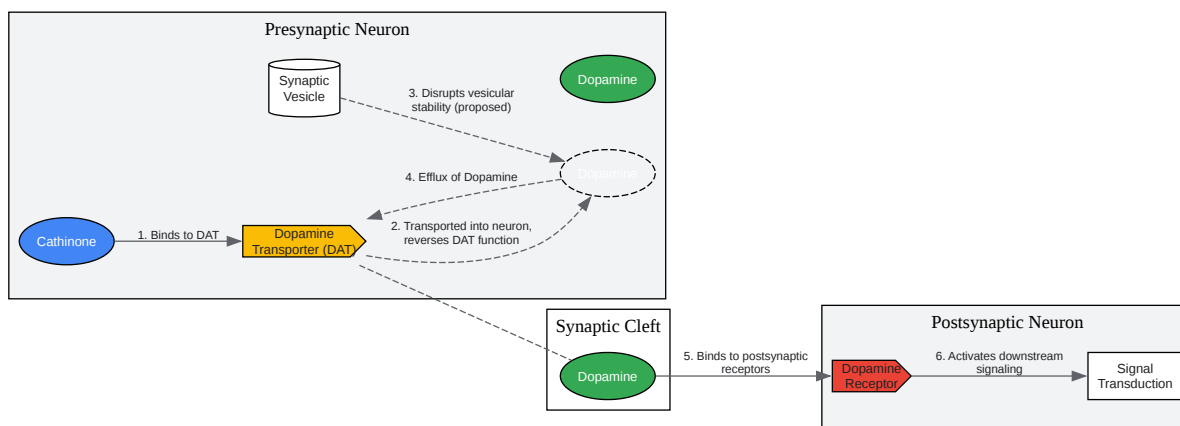 Presynaptic Neuron
Synaptic
Vesicle
Dopamine
3. Disrupts vesicular
stability (proposed)
Dopamine
4. Efflux of Dopamine
2. Transported into neuron,
reverses DAT function
Cathinone
1. Binds to DAT
Dopamine
Transporter (DAT)
Synaptic Cleft
Dopamine
5. Binds to postsynaptic
receptors
Postsynaptic Neuron
Dopamine
Receptor
6. Activates downstream
signaling
Signal
Transduction